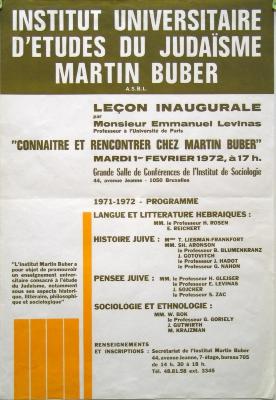 INSTITUT UNIVERSITAIRE
D'ETUDES DU JUDAÏSME
MARTIN BUBER
A.S.B.L.
LEÇON INAUGURALE
par
Monsieur Emmanuel Levinas
Professeur à l'Université de Paris
"CONNAITRE ET RENCONTRER CHEZ MARTIN BUBER"
MARDI 1er FEVRIER 1972, à 17 h.
Grande Salle de Conférences de l'Institut de Sociologie
44, avenue Jeanne - 1050 Bruxelles
1971-1972 - PROGRAMME
LANGUE ET LITTERATURE HEBRAIQUES :
MM. le Professeur H. ROSEN
E. REICHERT
HISTOIRE JUIVE : Mme T. LIEBMAN-FRANKFORT
MM. SH. ARONSON
le Professeur B. BLUMENKRANZ
J. GOTOVITCH
le Professeur J. HADOT
le Professeur G. NAHON
PENSEE JUIVE : MM. le Professeur H. GLEISER
le Professeur E. LEVINAS
J. SOJCHER
le Professeur S. ZAC
SOCIOLOGIE ET ETHNOLOGIE :
MM. W. BOK
le Professeur G. GORIELY
J. GUTWIRTH
M. KRAJZMAN
"L'Institut Martin Buber a
pour objet de promouvoir
un enseignement univer-
sitaire consacré à l'étude
du Judaïsme, notamment
sous ses aspects histori-
que, littéraire, philosophi-
que et sociologique"
RENSEIGNEMENTS
ET INSCRIPTIONS : Secrétariat de l'Institut Martin Buber
44, avenue Jeanne, 7e étage, bureau 705
de 14 h. 30 à 18 h.
Tél. 48.81.58 ext. 3345